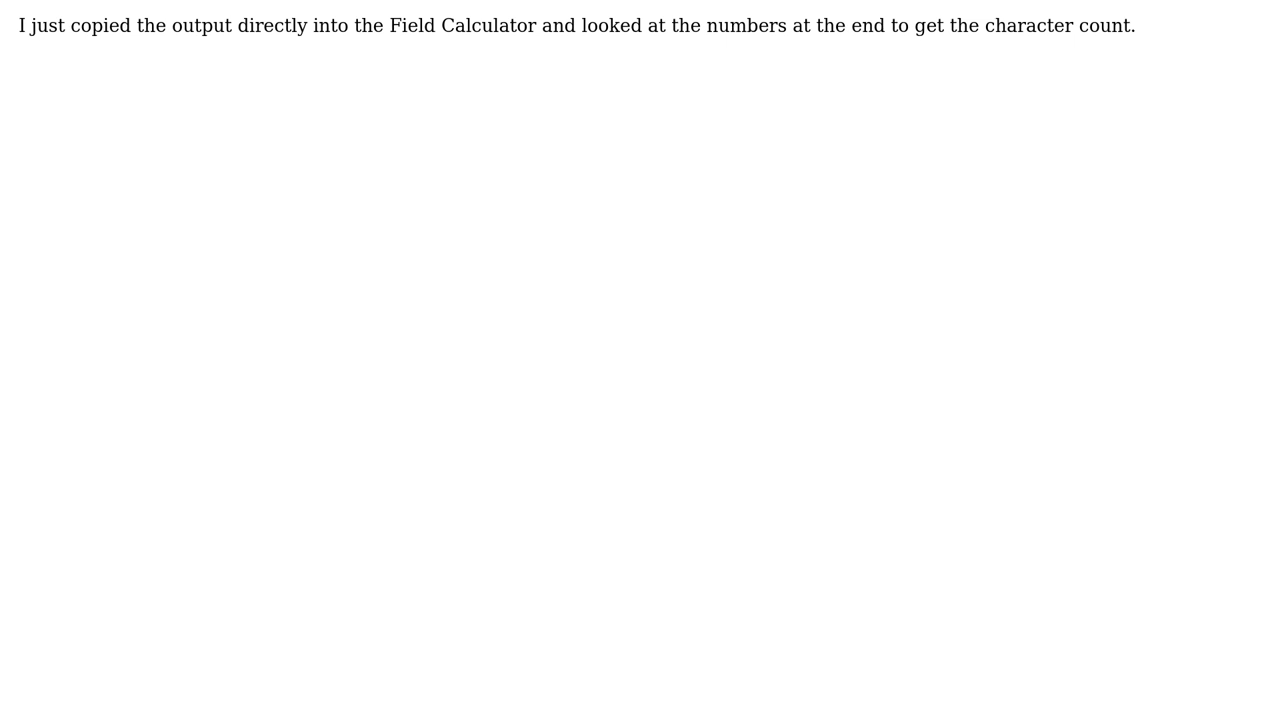 I just copied the output directly into the Field Calculator and looked at the numbers at the end to get the character count.